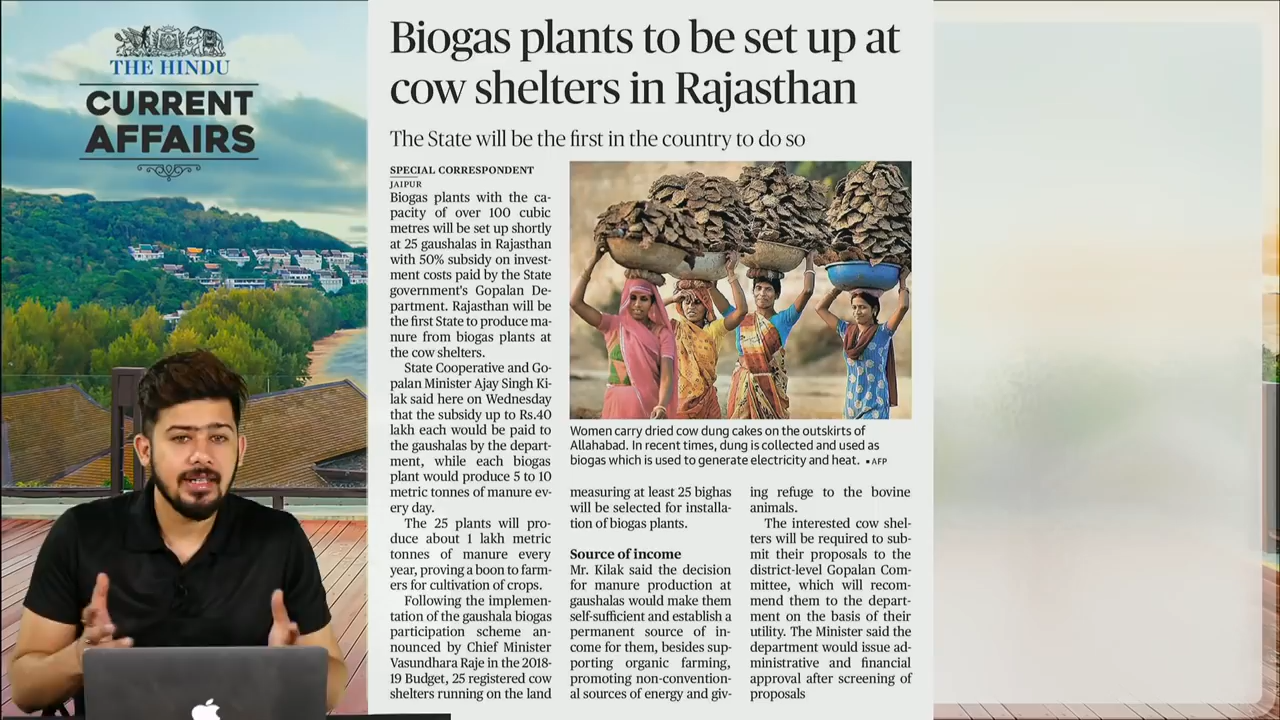 THE HINDU
CURRENT
AFFAIRS
Biogas plants to be set up at
cow shelters in Rajasthan
The State will be the first in the country to do so
SPECIAL CORRESPONDENT
JAIPUR
Biogas plants with the ca-
pacity of over 100 cubic
metres will be set up shortly
at 25 gaushalas in Rajasthan
with 50% subsidy on invest-
ment costs paid by the State
government's Gopalan De-
partment. Rajasthan will be
the first State to produce ma-
nure from biogas plants at
the cow shelters.
State Cooperative and Go-
palan Minister Ajay Singh Ki-
lak said here on Wednesday
that the subsidy up to Rs.40
lakh each would be paid to
the gaushalas by the depart-
ment, while each biogas
plant would produce 5 to 10
metric tonnes of manure ev-
ery day.
The 25 plants will pro-
duce about 1 lakh metric
tonnes of manure every
year, proving a boon to farm-
ers for cultivation of crops.
Following the implemen-
tation of the gaushala biogas
participation scheme an-
nounced by Chief Minister
Vasundhara Raje in the 2018-
19 Budget, 25 registered cow
shelters running on the land
Women carry dried cow dung cakes on the outskirts of
Allahabad. In recent times, dung is collected and used as
biogas which is used to generate electricity and heat. •AFP
measuring at least 25 bighas
will be selected for installa-
tion of biogas plants.
Source of income
Mr. Kilak said the decision
for manure production at
gaushalas would make them
self-sufficient and establish a
permanent source of in-
come for them, besides sup-
porting organic farming,
promoting non-convention-
al sources of energy and giv-
ing refuge to the bovine
animals.
The interested cow shel-
ters will be required to sub-
mit their proposals to the
district-level Gopalan Com-
mittee, which will recom-
mend them to the depart-
ment on the basis of their
utility. The Minister said the
department would issue ad-
ministrative and financial
approval after screening of
proposals